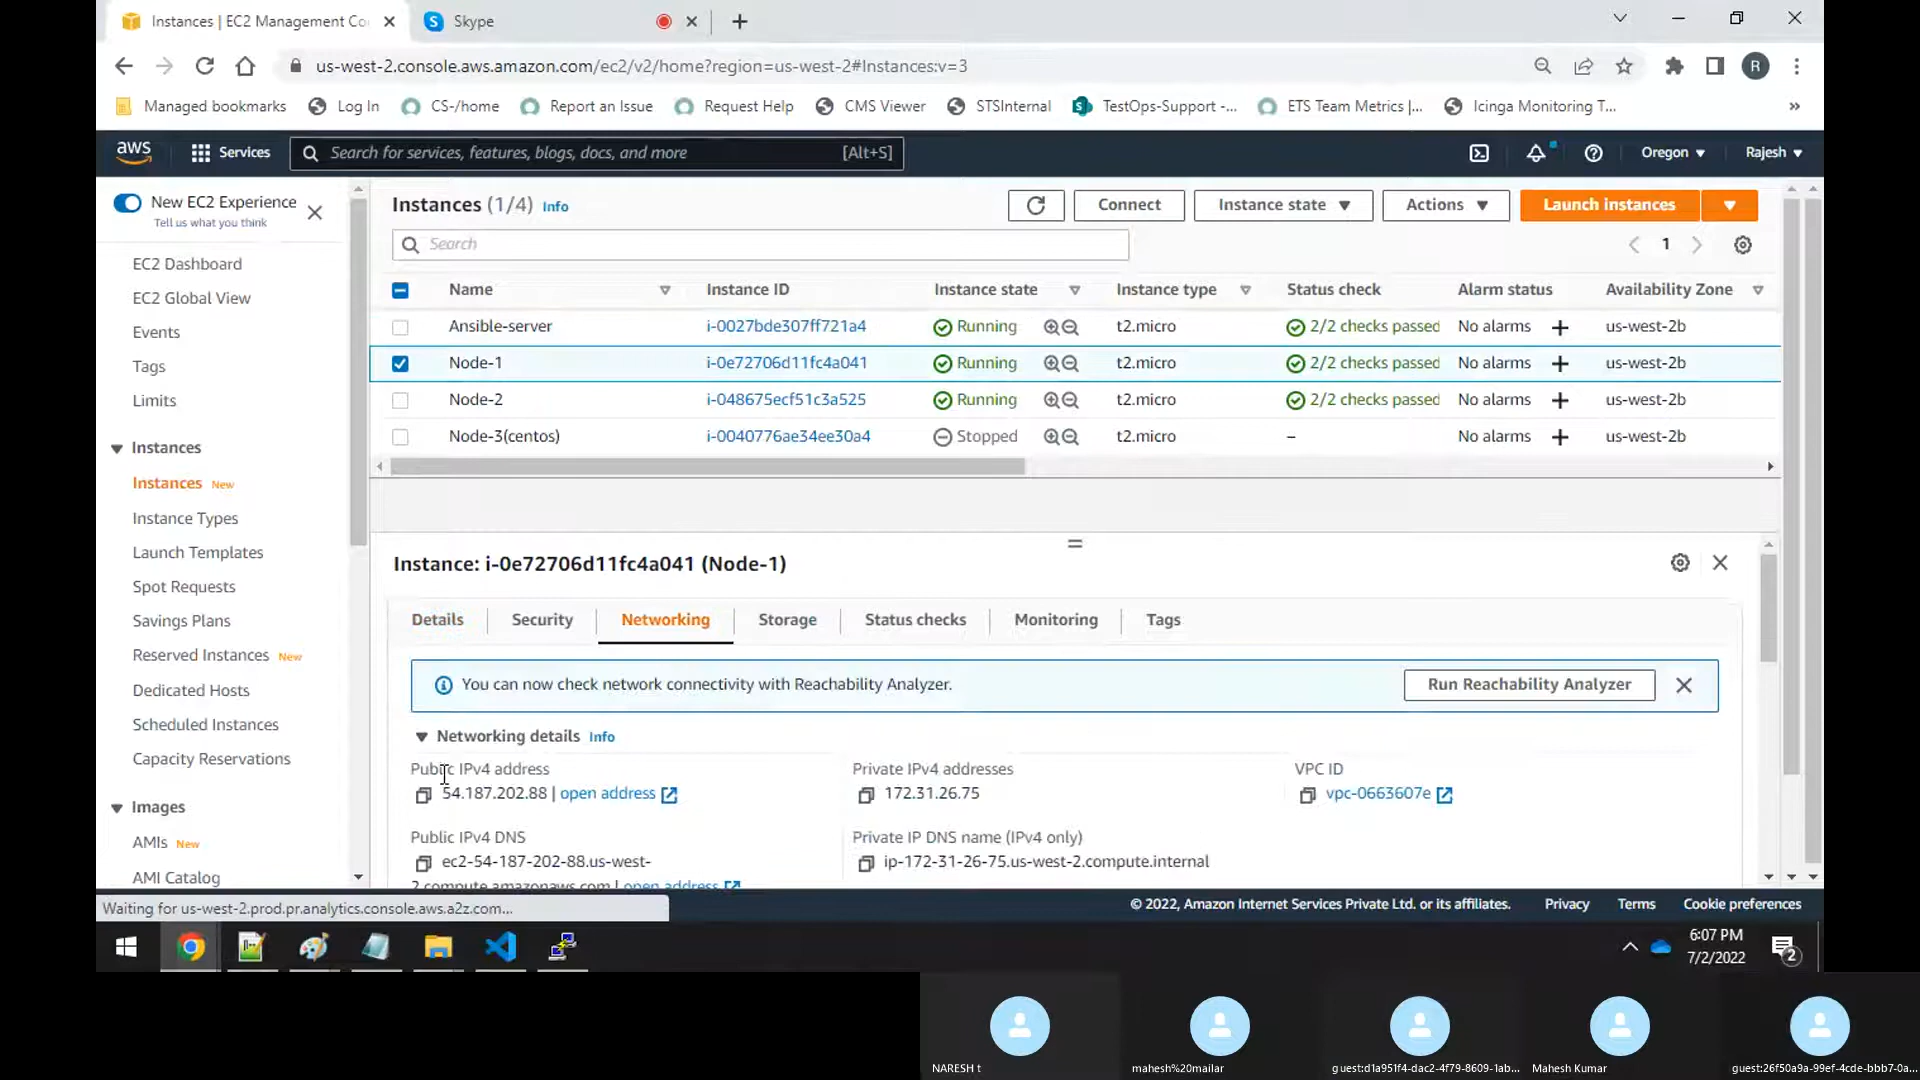 Instances | EC2 Management Co
Skype
us-west-2.console.aws.amazon.com/ec2/v2/home?region=us-west-2#Instances:v=3
R
Managed bookmarks
Log In
CS-/home
Report an Issue
Request Help
CMS Viewer
STSInternal
TestOps-Support -...
ETS Team Metrics |...
Icinga Monitoring T...
aws
Services
Search for services, features, blogs, docs, and more
[Alt+S]
Oregon
Rajesh
New EC2 Experience
Tell us what you think
EC2 Dashboard
EC2 Global View
Events
Tags
Limits
Instances
Instances New
Instance Types
Launch Templates
Spot Requests
Savings Plans
Reserved Instances New
Dedicated Hosts
Scheduled Instances
Capacity Reservations
Images
AMIs New
AMI Catalog
Instances (1/4) Info
Connect
Instance state
Actions
Launch instances
Search
1
Name Instance ID Instance state Instance type Status check Alarm status Availability Zone
Ansible-server i-0027bde307ff721a4 Running t2.micro 2/2 checks passed No alarms us-west-2b
Node-1 i-0e72706d11fc4a041 Running t2.micro 2/2 checks passed No alarms us-west-2b
Node-2 i-048675ecf51c3a525 Running t2.micro 2/2 checks passed No alarms us-west-2b
Node-3(centos) i-0040776ae34ee30a4 Stopped t2.micro – No alarms us-west-2b
Instance: i-0e72706d11fc4a041 (Node-1)
Details Security Networking Storage Status checks Monitoring Tags
You can now check network connectivity with Reachability Analyzer.
Run Reachability Analyzer
Networking details Info
Public IPv4 address
54.187.202.88 | open address
Private IPv4 addresses
172.31.26.75
VPC ID
vpc-0663607e
Public IPv4 DNS
ec2-54-187-202-88.us-west-
2.compute.amazonaws.com | open address
Private IP DNS name (IPv4 only)
ip-172-31-26-75.us-west-2.compute.internal
Waiting for us-west-2.prod.pr.analytics.console.aws.a2z.com...
© 2022, Amazon Internet Services Private Ltd. or its affiliates.
Privacy
Terms
Cookie preferences
6:07 PM
7/2/2022
2
NARESH t
mahesh%20mailar
guest:d1a951f4-dac2-4f79-8609-1ab...
Mahesh Kumar
guest:26f50a9a-99ef-4cde-bbb7-0a...